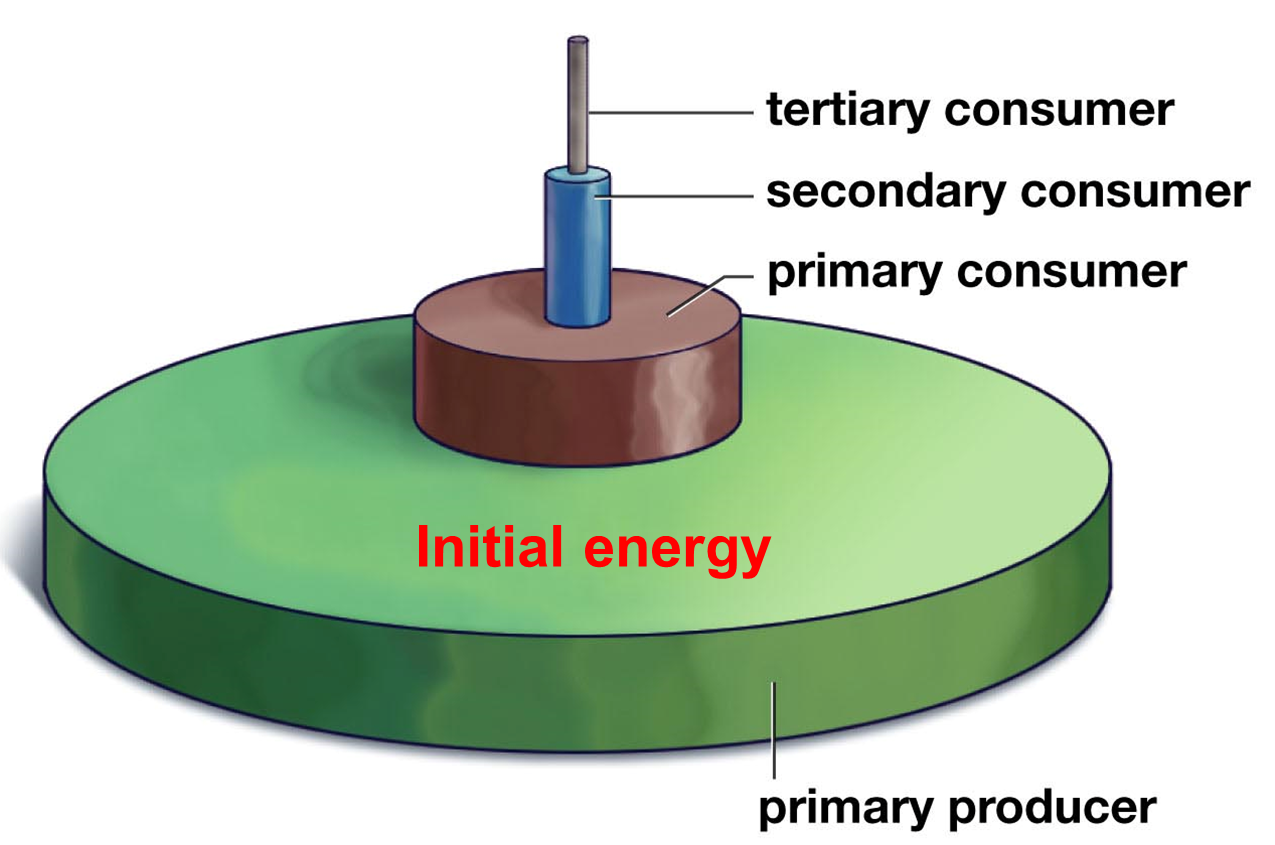 tertiary consumer
secondary consumer
primary consumer
Initial energy
primary producer